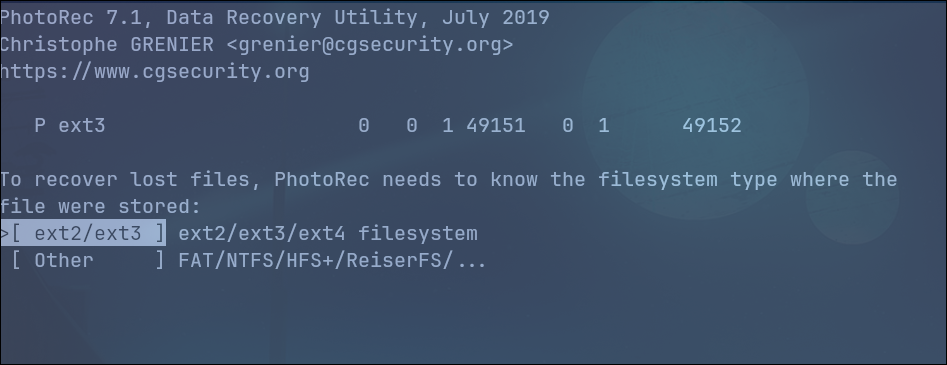 PhotoRec 7.1, Data Recovery Utility, July 2019
Christophe GRENIER <grenier@cgsecurity.org>
https://www.cgsecurity.org
P ext3 0 0 1 49151 0 1 49152
To recover lost files, PhotoRec needs to know the filesystem type where the
file were stored:
>[ ext2/ext3 ] ext2/ext3/ext4 filesystem
[ Other ] FAT/NTFS/HFS+/ReiserFS/...